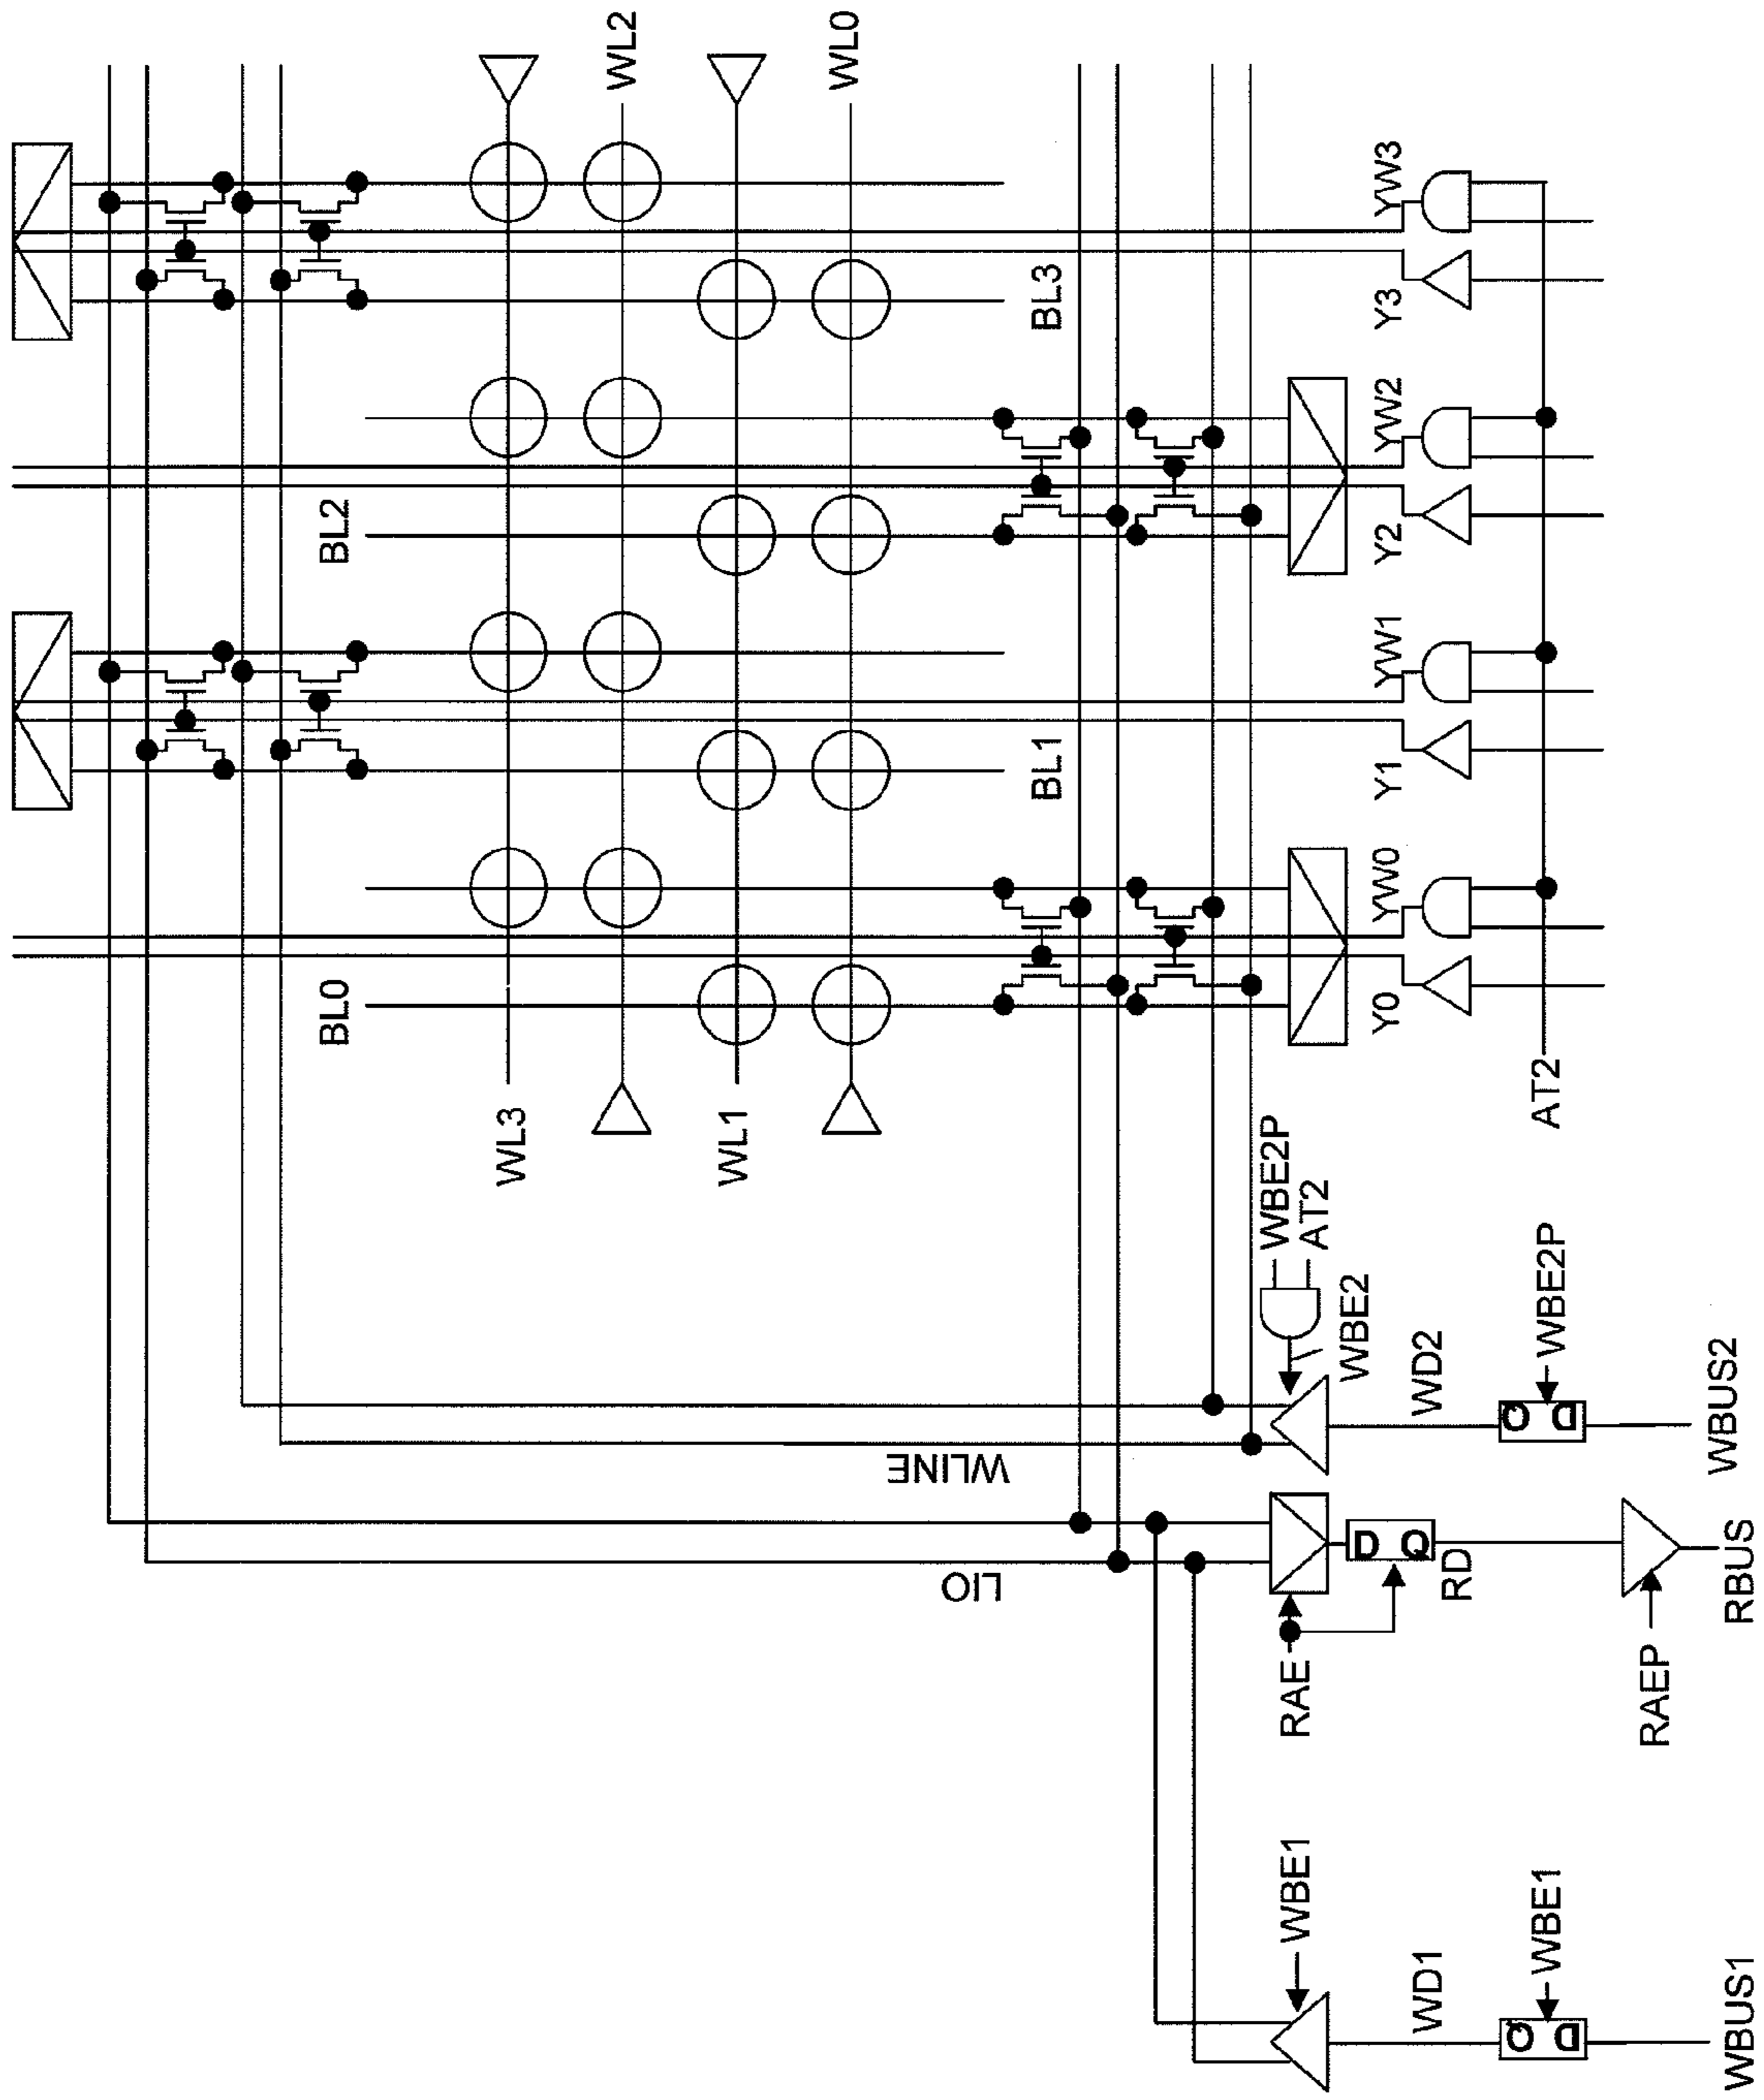 WL2
WL0
YW3
BL3
Y3
YW2
BL2
Y2
YW1
BL1
Y1
YW0
BL0
Y0
AT2
WL3
WL1
WBE2P
AT2
WBE2
WBE2P
WD2
Q D
WBUS2
WLINE
LIO
D Q
RD
RBUS
RAE
RAEP
WBE1
WBE1
WD1
Q D
WBUS1